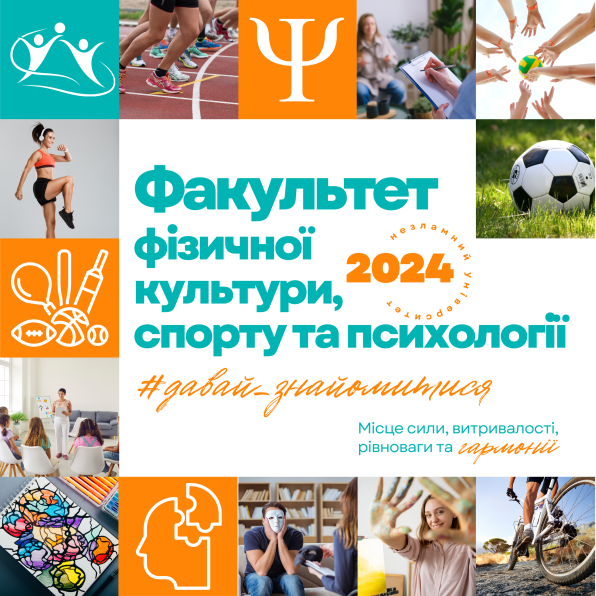 Ψ
Факультет
фізичної
культури,
спорту та психології
незламний університет
2024
#давай_знайомитися
Місце сили, витривалості,
рівноваги та гармонії